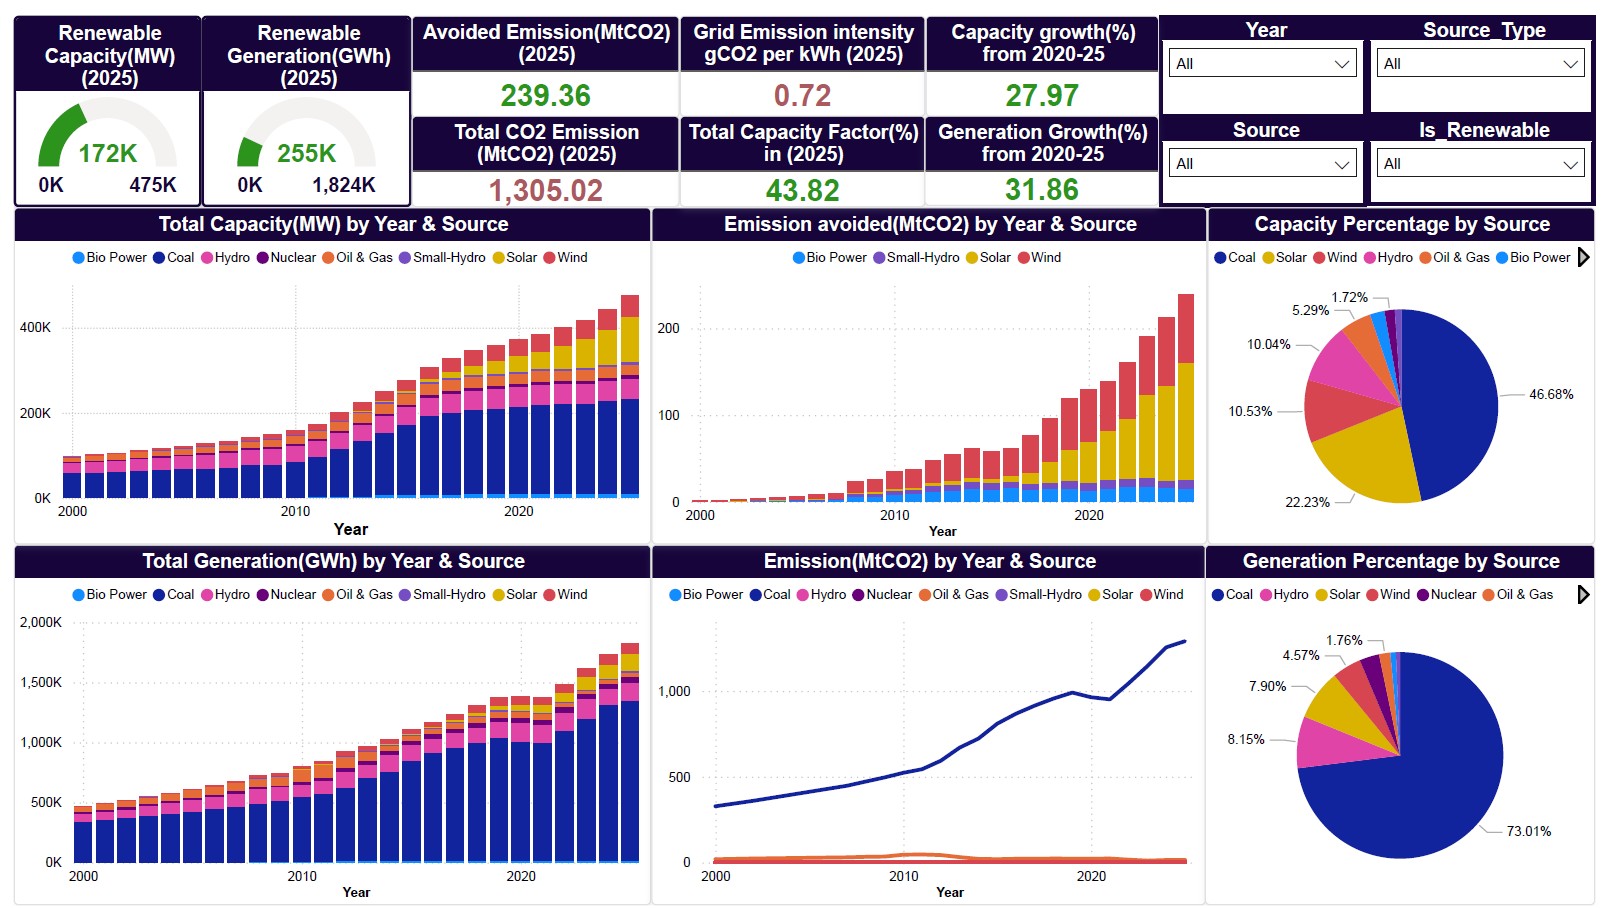 Renewable
Capacity(MW)
(2025)
172K
0K
475K
Renewable
Generation(GWh)
(2025)
255K
0K
1,824K
Avoided Emission(MtCO2)
(2025)
239.36
Grid Emission intensity
gCO2 per kWh (2025)
0.72
Capacity growth(%)
from 2020-25
27.97
Total CO2 Emission
(MtCO2) (2025)
1,305.02
Total Capacity Factor(%)
in (2025)
43.82
Generation Growth(%)
from 2020-25
31.86
Year
All
Source_Type
All
Source
All
Is_Renewable
All
Total Capacity(MW) by Year & Source
Bio Power Coal Hydro Nuclear Oil & Gas Small-Hydro Solar Wind
400K
200K
0K
2000 2010 2020
Year
Emission avoided(MtCO2) by Year & Source
Bio Power Small-Hydro Solar Wind
200
100
0
2000 2010 2020
Year
Capacity Percentage by Source
Coal Solar Wind Hydro Oil & Gas Bio Power
1.72%
5.29%
10.04%
10.53%
22.23%
46.68%
Total Generation(GWh) by Year & Source
Bio Power Coal Hydro Nuclear Oil & Gas Small-Hydro Solar Wind
2,000K
1,500K
1,000K
500K
0K
2000 2010 2020
Year
Emission(MtCO2) by Year & Source
Bio Power Coal Hydro Nuclear Oil & Gas Small-Hydro Solar Wind
1,000
500
0
2000 2010 2020
Year
Generation Percentage by Source
Coal Hydro Solar Wind Nuclear Oil & Gas
1.76%
4.57%
7.90%
8.15%
73.01%